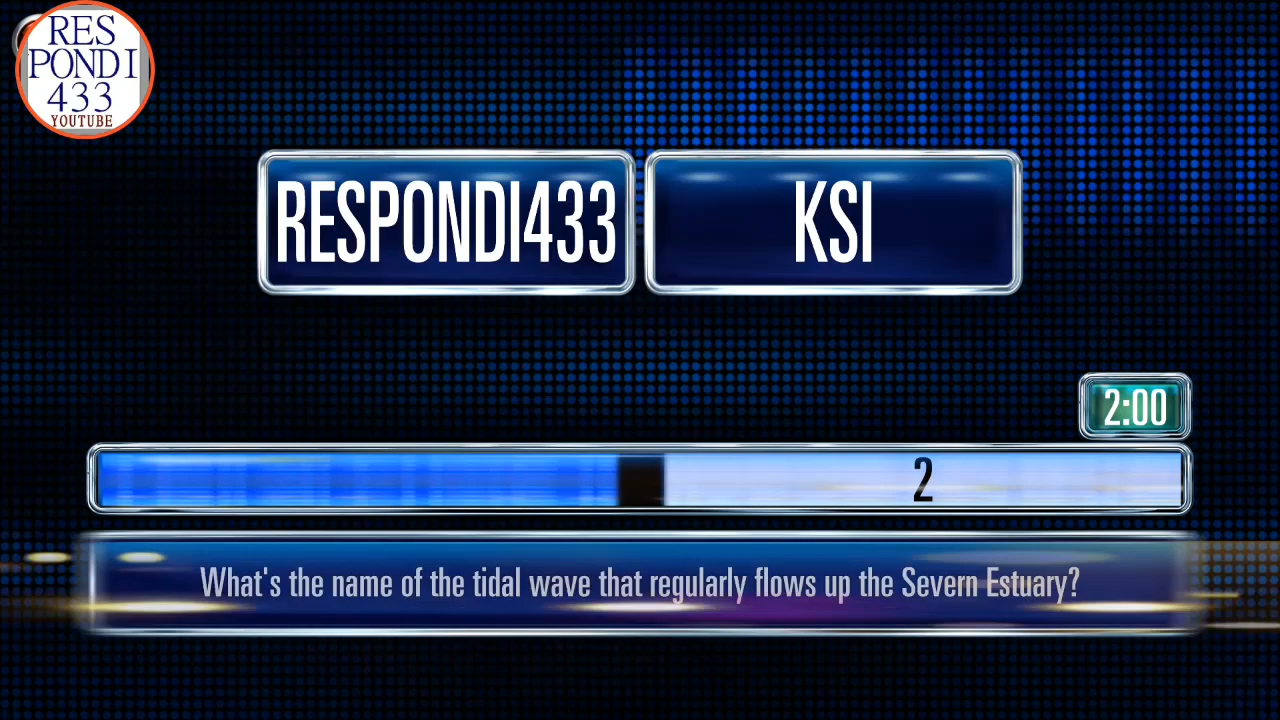 RES
PONDI
433
YOUTUBE
RESPONDI433
KSI
2:00
2
What's the name of the tidal wave that regularly flows up the Severn Estuary?